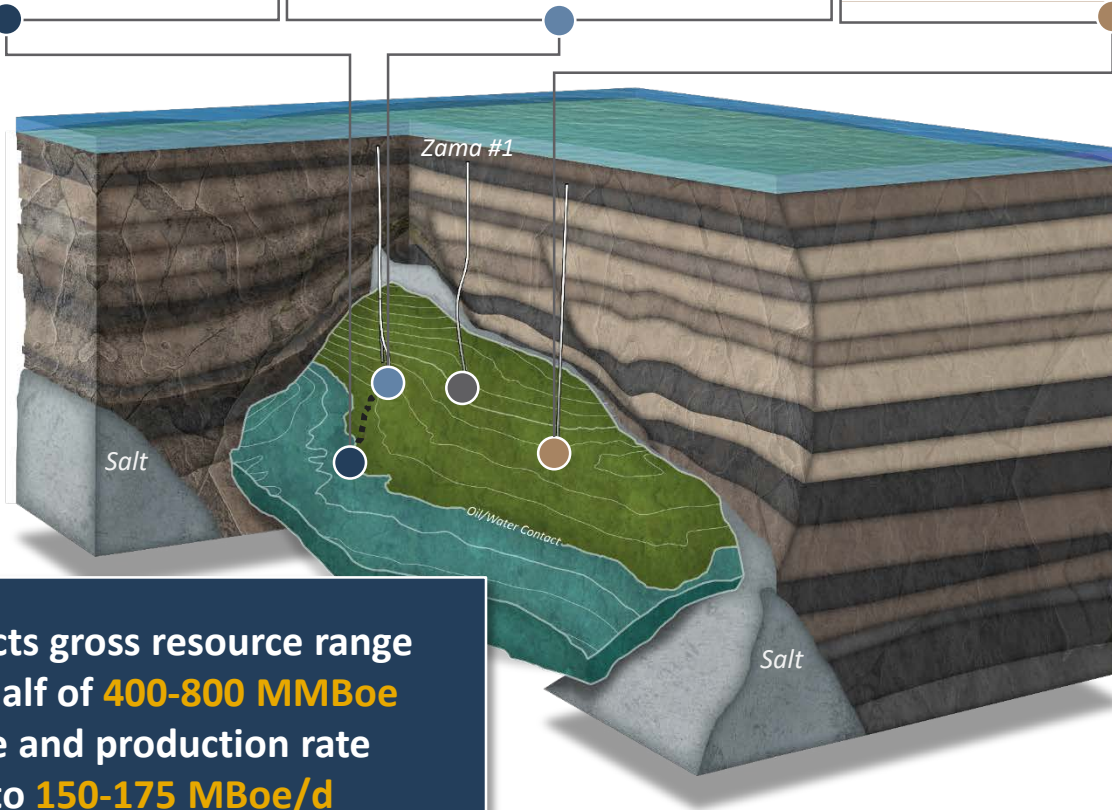 Zama #1
Salt
Oil/Water Contact
Salt
cts gross resource range
alf of 400-800 MMBoe
e and production rate
to 150-175 MBoe/d